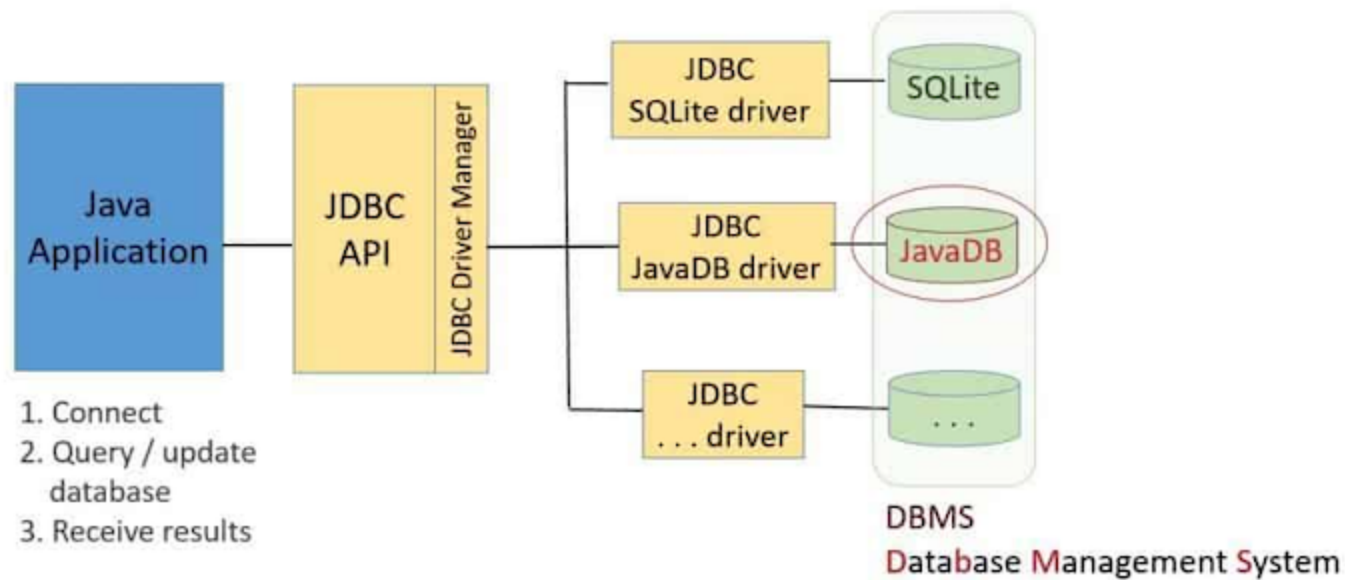 Java
Application
JDBC
API
JDBC Driver Manager
JDBC
SQLite driver
SQLite
JDBC
JavaDB driver
JavaDB
JDBC
. . . driver
. . .
1. Connect
2. Query / update
database
3. Receive results
DBMS
Database Management System